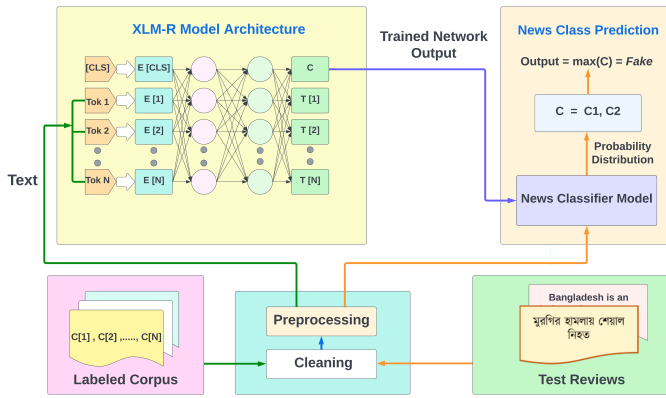 XLM-R Model Architecture
[CLS]
E [CLS]
C
Tok 1
E [1]
T [1]
Tok 2
E [2]
T [2]
Tok N
E [N]
T [N]
Text
Trained Network
Output
News Class Prediction
Output = max(C) = Fake
C = C1, C2
Probability
Distribution
News Classifier Model
C[1] , C[2] ,....., C[N]
Labeled Corpus
Preprocessing
Cleaning
Bangladesh is an
মুরগির হামলায় শেয়াল
নিহত
Test Reviews